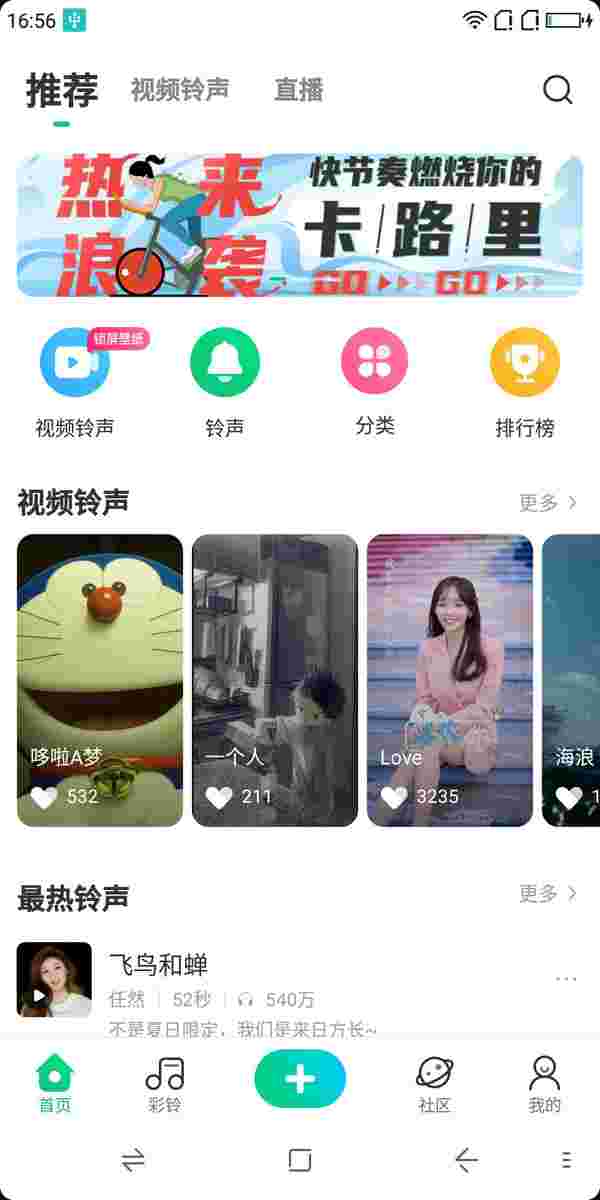 16:56
推荐 视频铃声 直播
热浪来袭
快节奏燃烧你的
卡路里
GO GO
锁屏壁纸
视频铃声 铃声 分类 排行榜
视频铃声 更多
哆啦A梦 一个人 Love 海浪
532 211 3235 1
最热铃声 更多
飞鸟和蝉
任然 52秒 540万
不是夏日限定，我们是来日方长~
首页 彩铃 社区 我的